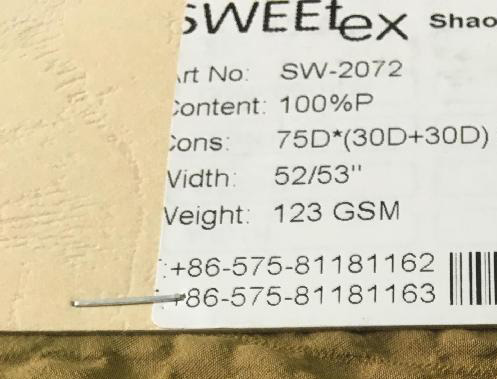 SWEEtex Shao
Art No: SW-2072
Content: 100%P
Cons: 75D*(30D+30D)
Width: 52/53"
Weight: 123 GSM
:+86-575-81181162
:+86-575-81181163